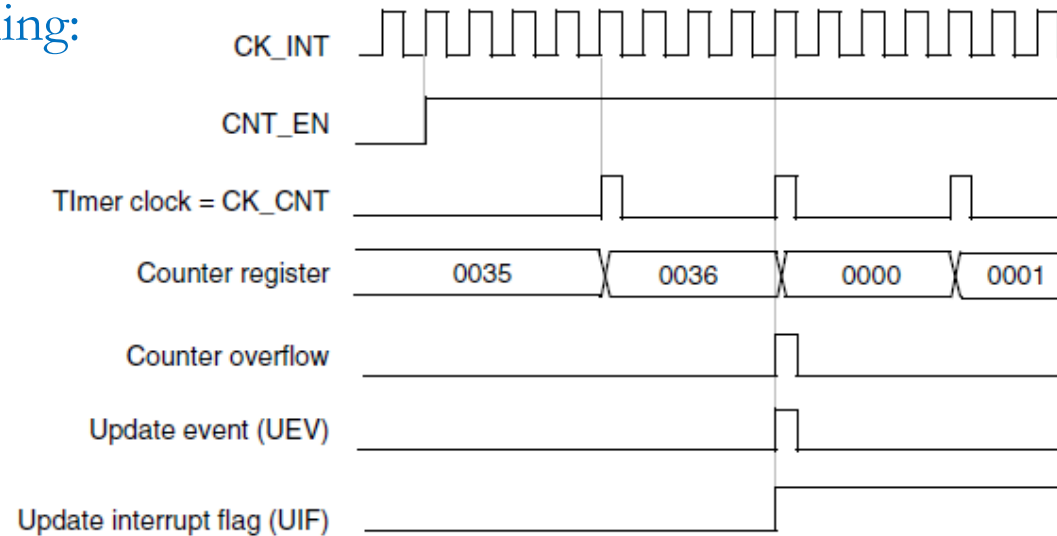 ing:
CK_INT
CNT_EN
TImer clock = CK_CNT
Counter register 0035 0036 0000 0001
Counter overflow
Update event (UEV)
Update interrupt flag (UIF)